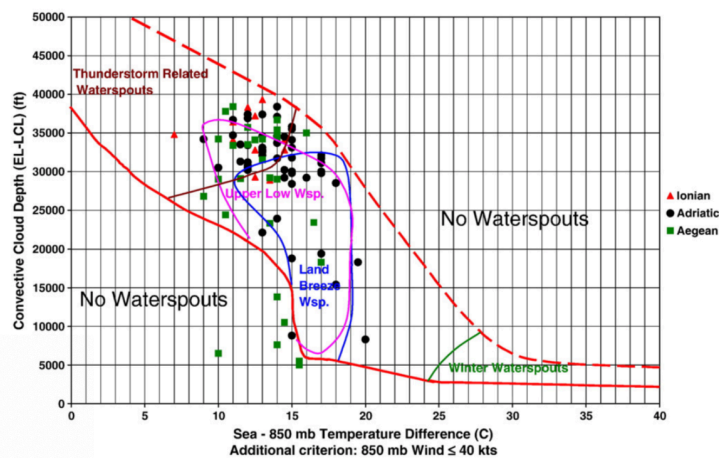 50000
45000
40000
35000
30000
25000
20000
15000
10000
5000
0
Convective Cloud Depth (EL-LCL) (ft)
Thunderstorm Related
Waterspouts
Upper Low Wsp.
Land
Breeze
Wsp.
No Waterspouts
No Waterspouts
Winter Waterspouts
Ionian
Adriatic
Aegean
0 5 10 15 20 25 30 35 40
Sea - 850 mb Temperature Difference (C)
Additional criterion: 850 mb Wind ≤ 40 kts